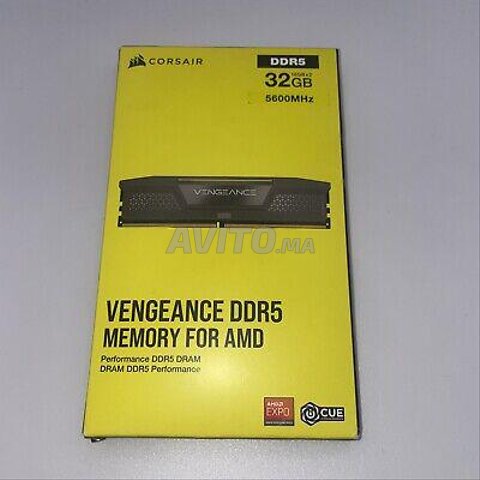 CORSAIR
DDR5
32GB
16GBx2
5600MHz
VENGEANCE
AVITO.MA
VENGEANCE DDR5
MEMORY FOR AMD
Performance DDR5 DRAM
DRAM DDR5 Performance
AMD
EXPO
iCUE